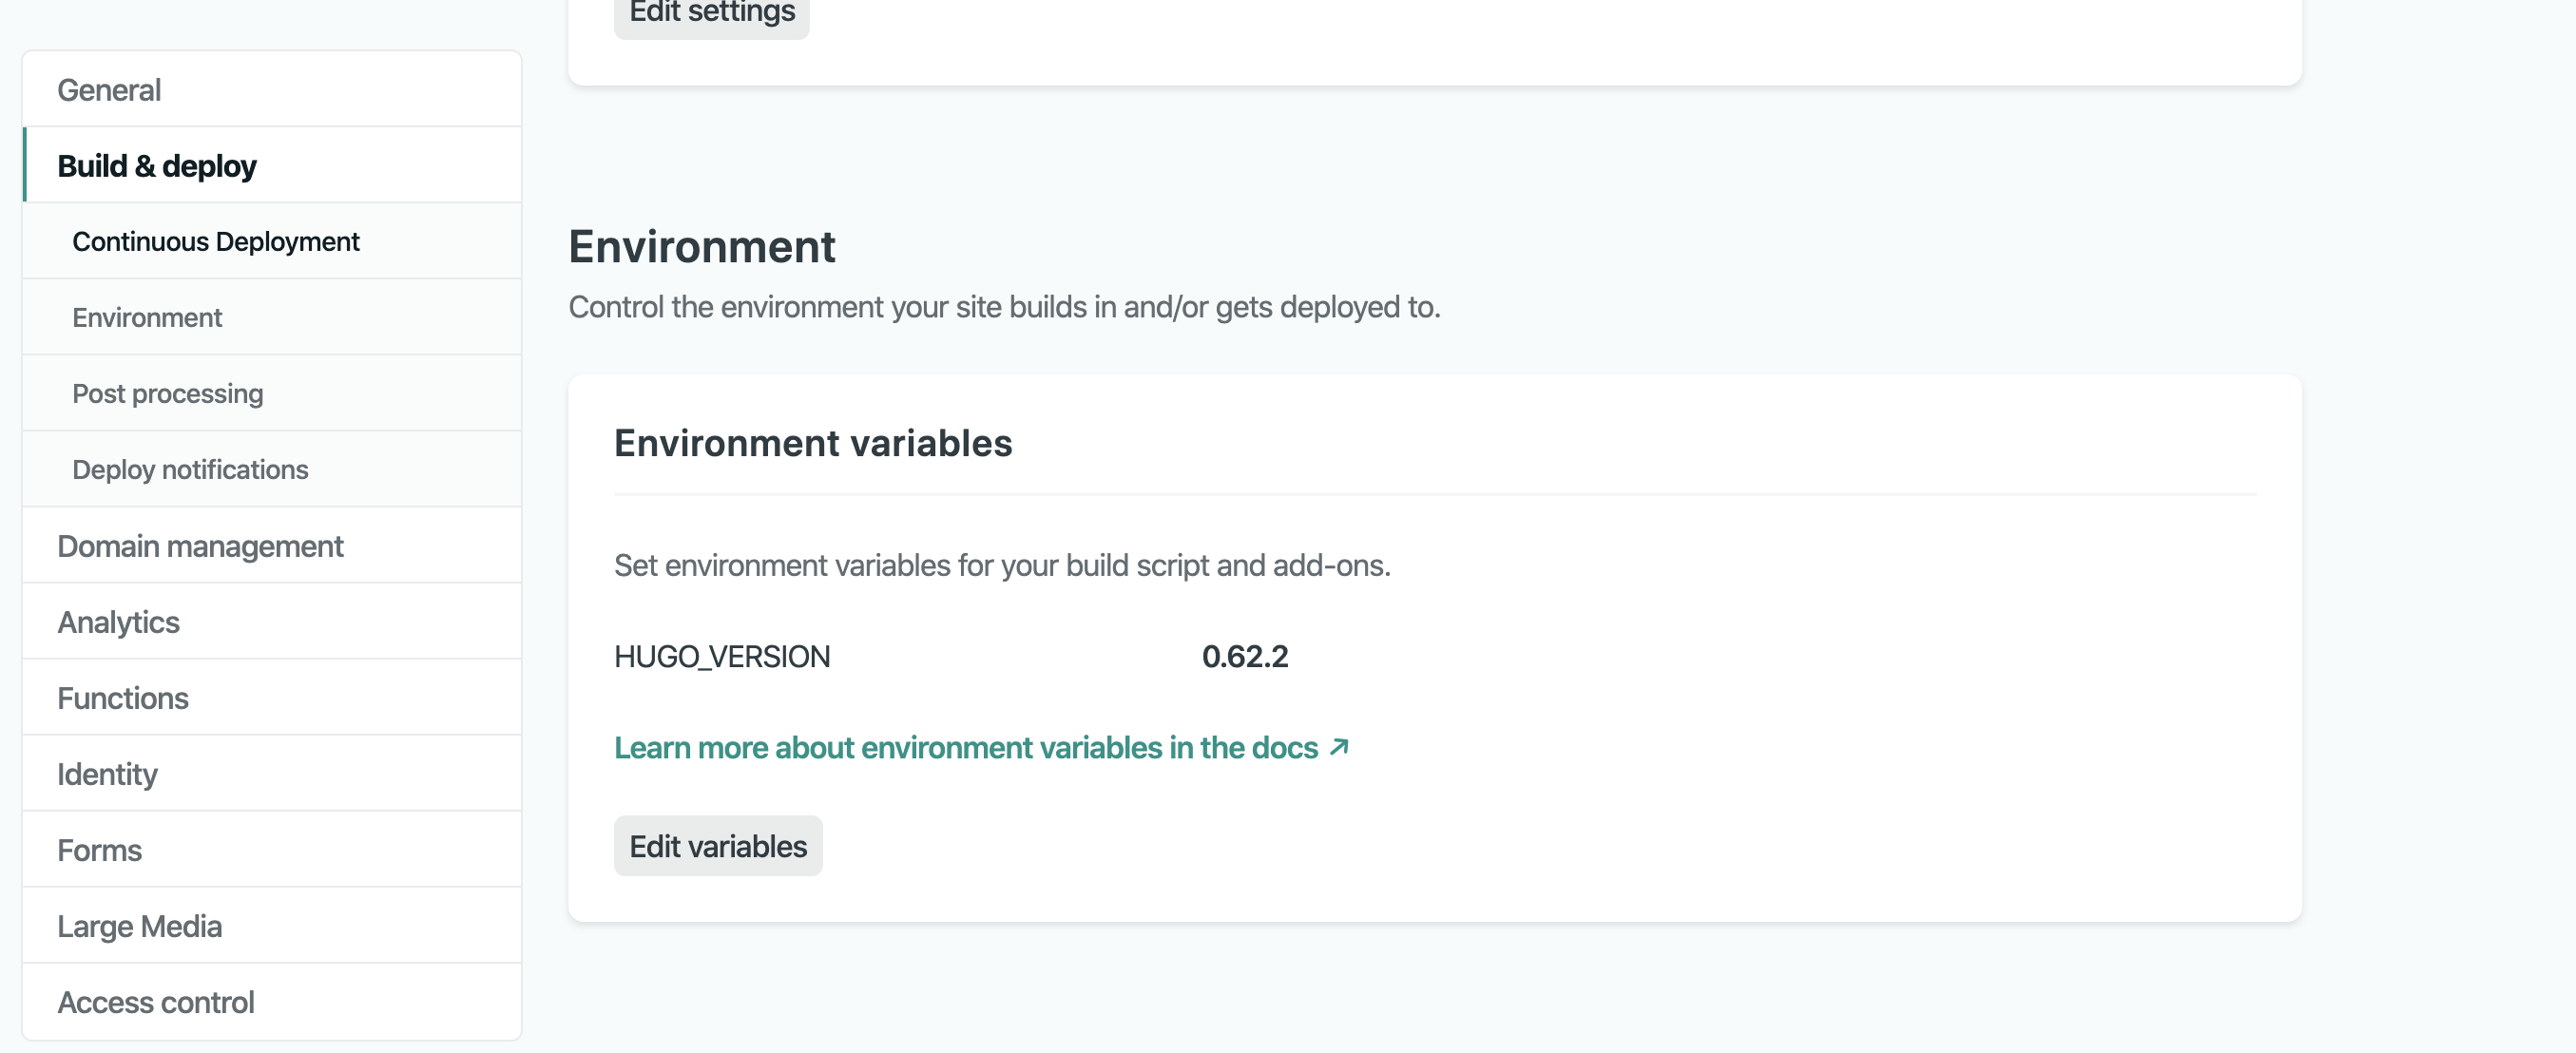 Edit settings
General
Build & deploy
Continuous Deployment
Environment
Post processing
Deploy notifications
Domain management
Analytics
Functions
Identity
Forms
Large Media
Access control
Environment
Control the environment your site builds in and/or gets deployed to.
Environment variables
Set environment variables for your build script and add-ons.
HUGO_VERSION 0.62.2
Learn more about environment variables in the docs ↗
Edit variables